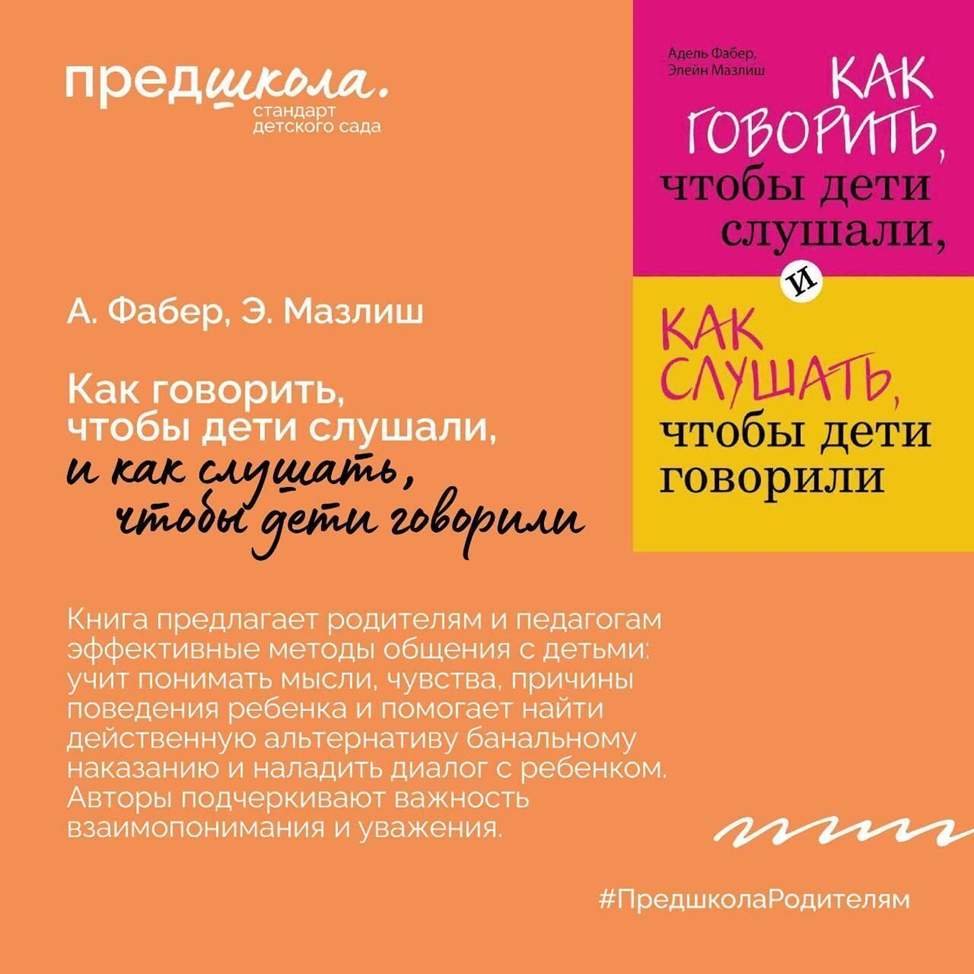 предшкола.
стандарт
детского сада
Адель Фабер,
Элейн Мазлиш
КАК
ГОВОРИТЬ,
чтобы дети
слушали,
и
КАК
СЛУШАТЬ,
чтобы дети
говорили
А. Фабер, Э. Мазлиш
Как говорить,
чтобы дети слушали,
и как слушать,
чтобы дети говорили
Книга предлагает родителям и педагогам
эффективные методы общения с детьми:
учит понимать мысли, чувства, причины
поведения ребенка и помогает найти
действенную альтернативу банальному
наказанию и наладить диалог с ребенком.
Авторы подчеркивают важность
взаимопонимания и уважения.
#ПредшколаРодителям